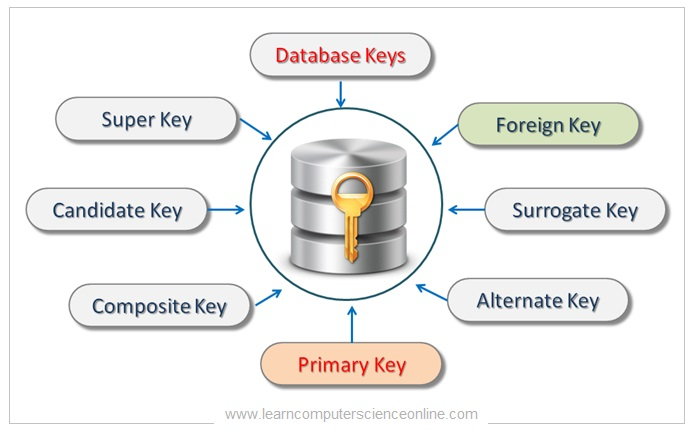 Database Keys
Super Key
Foreign Key
Candidate Key
Surrogate Key
Composite Key
Alternate Key
Primary Key
www.learncomputerscienceonline.com